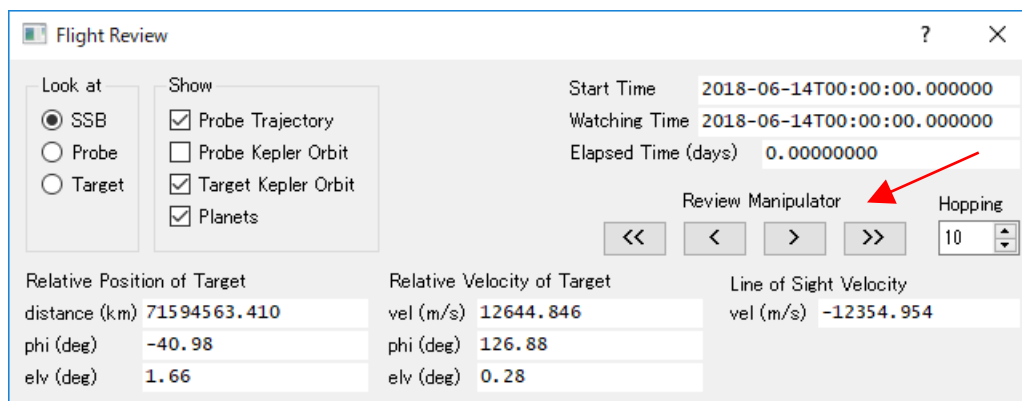 Flight Review ? ×
Look at
SSB
Probe
Target
Show
Probe Trajectory
Probe Kepler Orbit
Target Kepler Orbit
Planets
Start Time 2018-06-14T00:00:00.000000
Watching Time 2018-06-14T00:00:00.000000
Elapsed Time (days) 0.00000000
Review Manipulator
<< < > >>
Hopping
10
Relative Position of Target
distance (km) 71594563.410
phi (deg) -40.98
elv (deg) 1.66
Relative Velocity of Target
vel (m/s) 12644.846
phi (deg) 126.88
elv (deg) 0.28
Line of Sight Velocity
vel (m/s) -12354.954